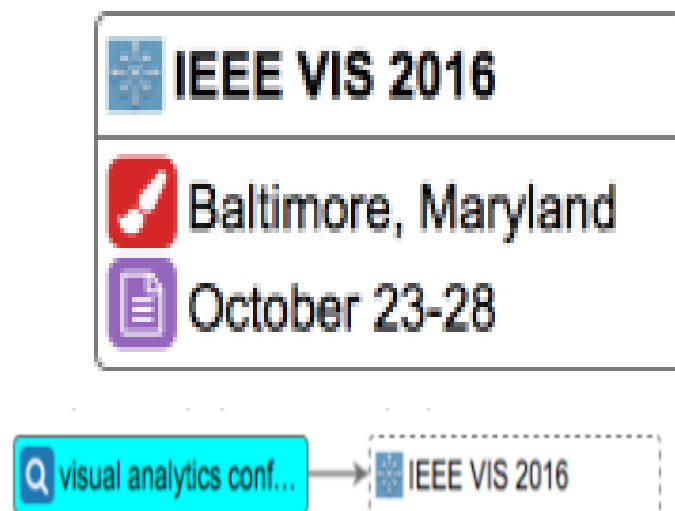 IEEE VIS 2016
Baltimore, Maryland
October 23-28
visual analytics conf...
IEEE VIS 2016